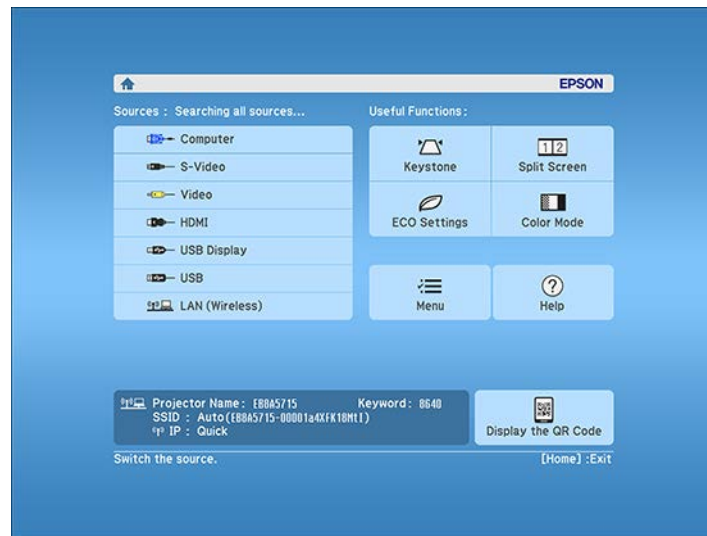 EPSON
Sources : Searching all sources...
Computer
S-Video
Video
HDMI
USB Display
USB
LAN (Wireless)
Useful Functions :
Keystone
1 2
Split Screen
ECO Settings
Color Mode
Menu
?
Help
Projector Name : EB8A5715 Keyword : 8640
SSID : Auto(EB8A5715-00001a4XFK18MtI)
IP : Quick
Display the QR Code
Switch the source.
[Home] :Exit